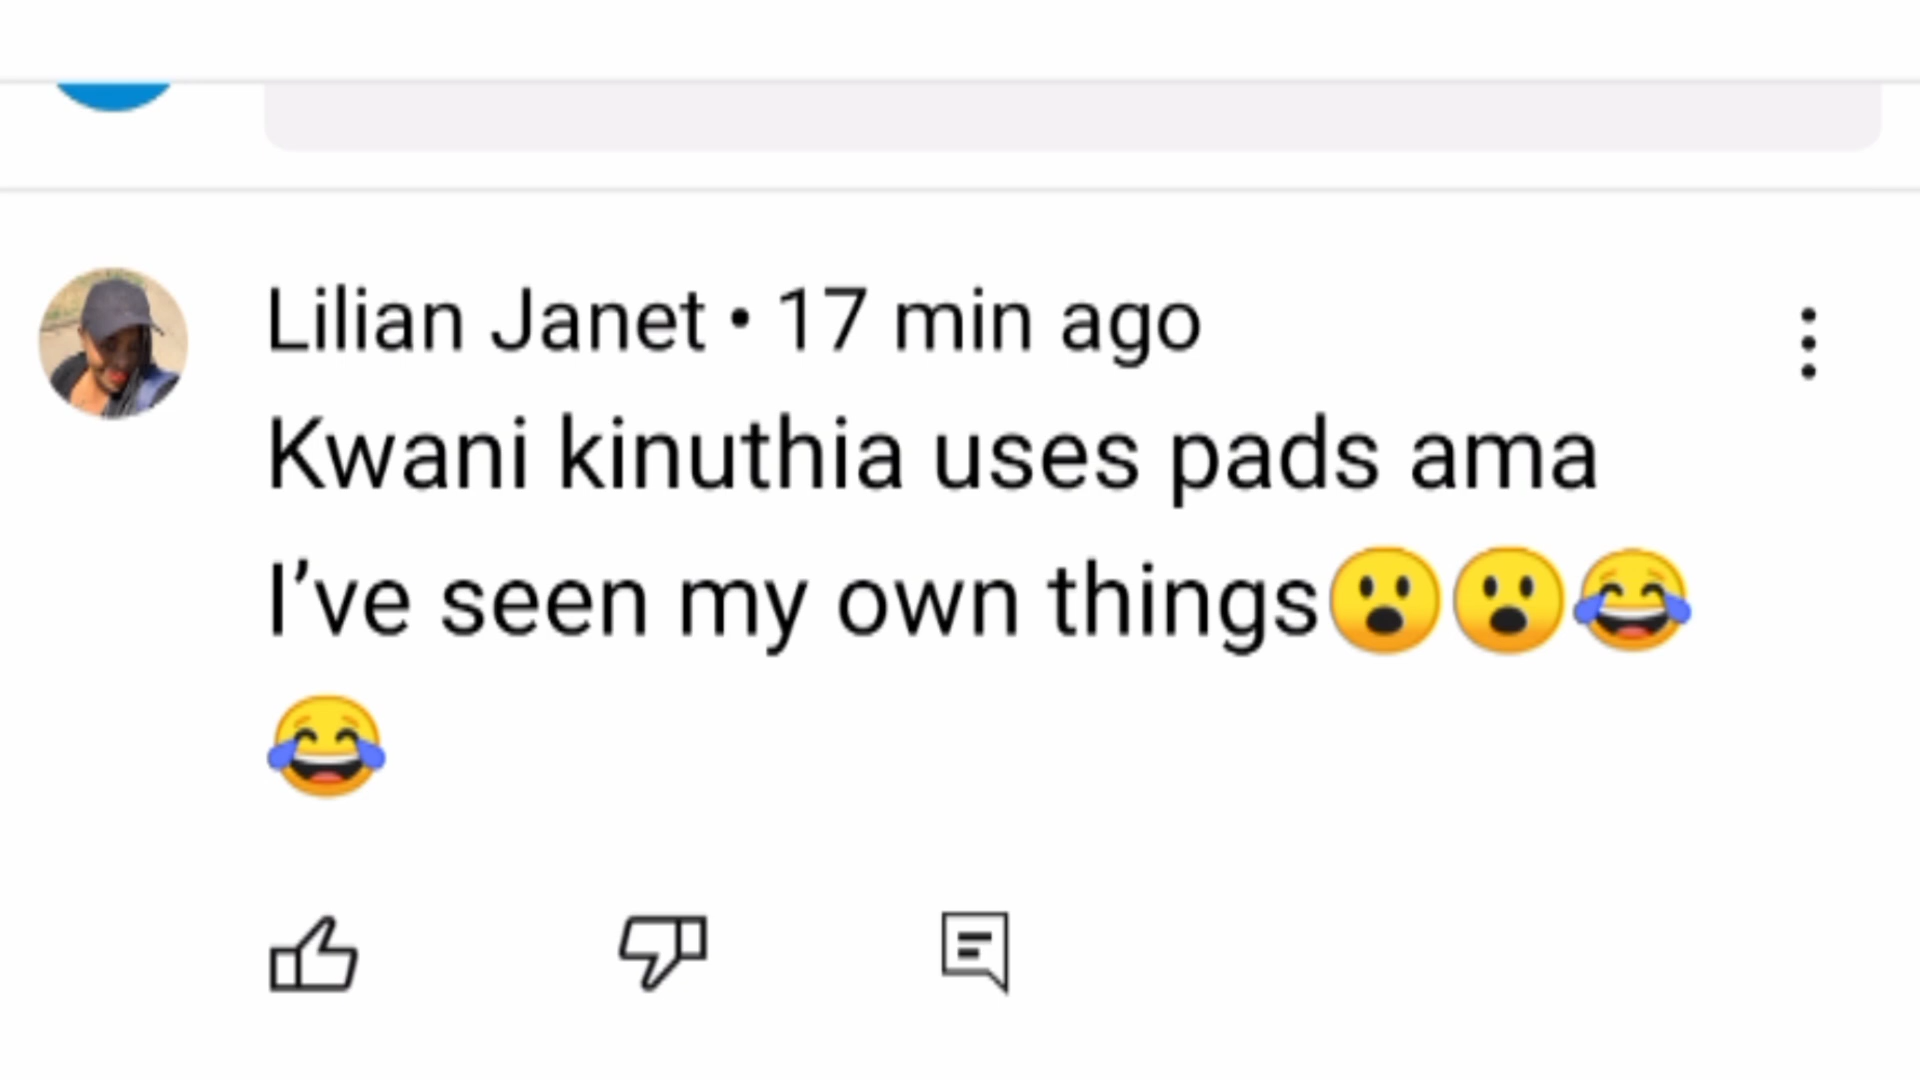 Lilian Janet • 17 min ago
Kwani kinuthia uses pads ama
I’ve seen my own things😮😮😂
😂